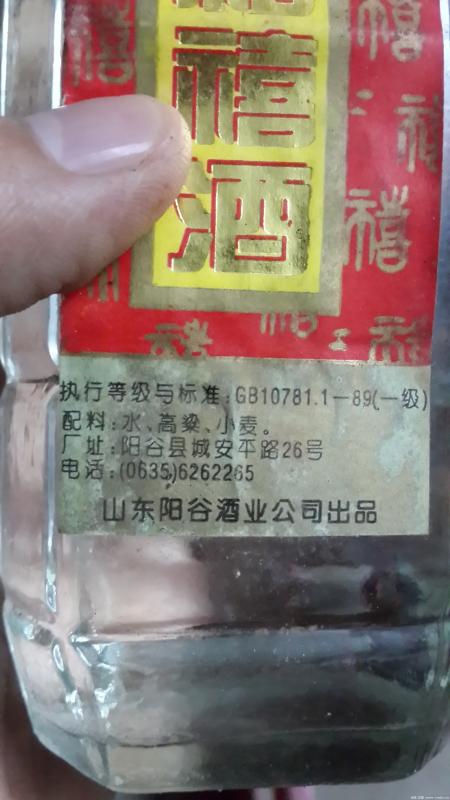 禧酒
执行等级与标准:GB10781.1-89(一级)
配料:水、高粱、小麦。
厂址:阳谷县城安平路26号
电话:(0635)6262265
山东阳谷酒业公司出品